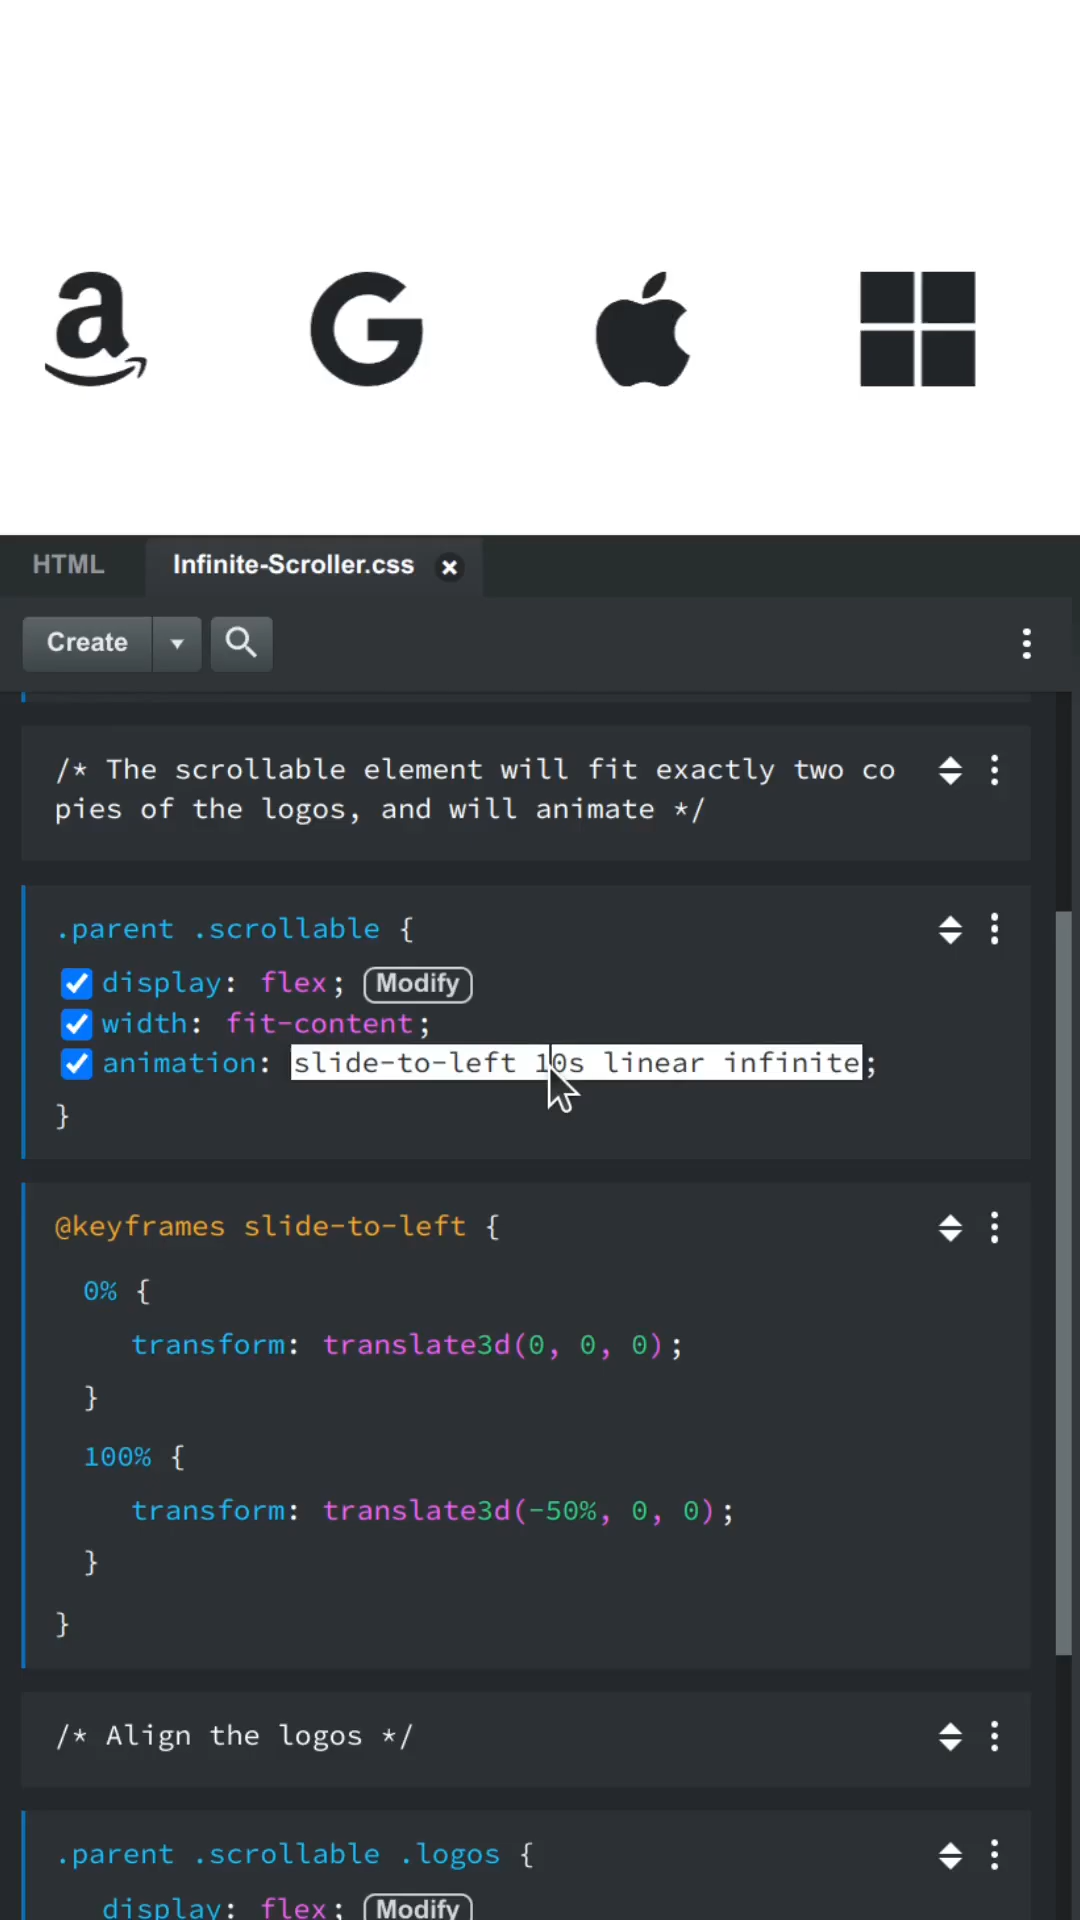 HTML
Infinite-Scroller.css
Create
/* The scrollable element will fit exactly two co
pies of the logos, and will animate */
.parent .scrollable {
display: flex; Modify
width: fit-content;
animation: slide-to-left 10s linear infinite;
}
@keyframes slide-to-left {
0% {
transform: translate3d(0, 0, 0);
}
100% {
transform: translate3d(-50%, 0, 0);
}
}
/* Align the logos */
.parent .scrollable .logos {
display: flex; Modify